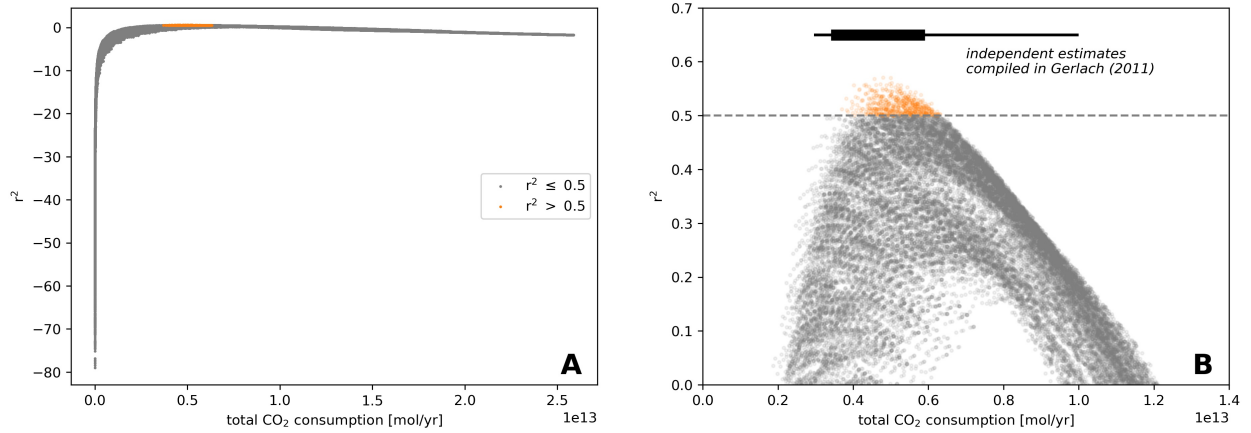 0
−10
−20
−30
−40
−50
−60
−70
−80
r²
0.0
0.5
1.0
1.5
2.0
2.5
1e13
total CO₂ consumption [mol/yr]
r² ≤ 0.5
r² > 0.5
A
0.7
0.6
0.5
0.4
0.3
0.2
0.1
0.0
r²
independent estimates
compiled in Gerlach (2011)
B
0.0
0.2
0.4
0.6
0.8
1.0
1.2
1.4
1e13
total CO₂ consumption [mol/yr]